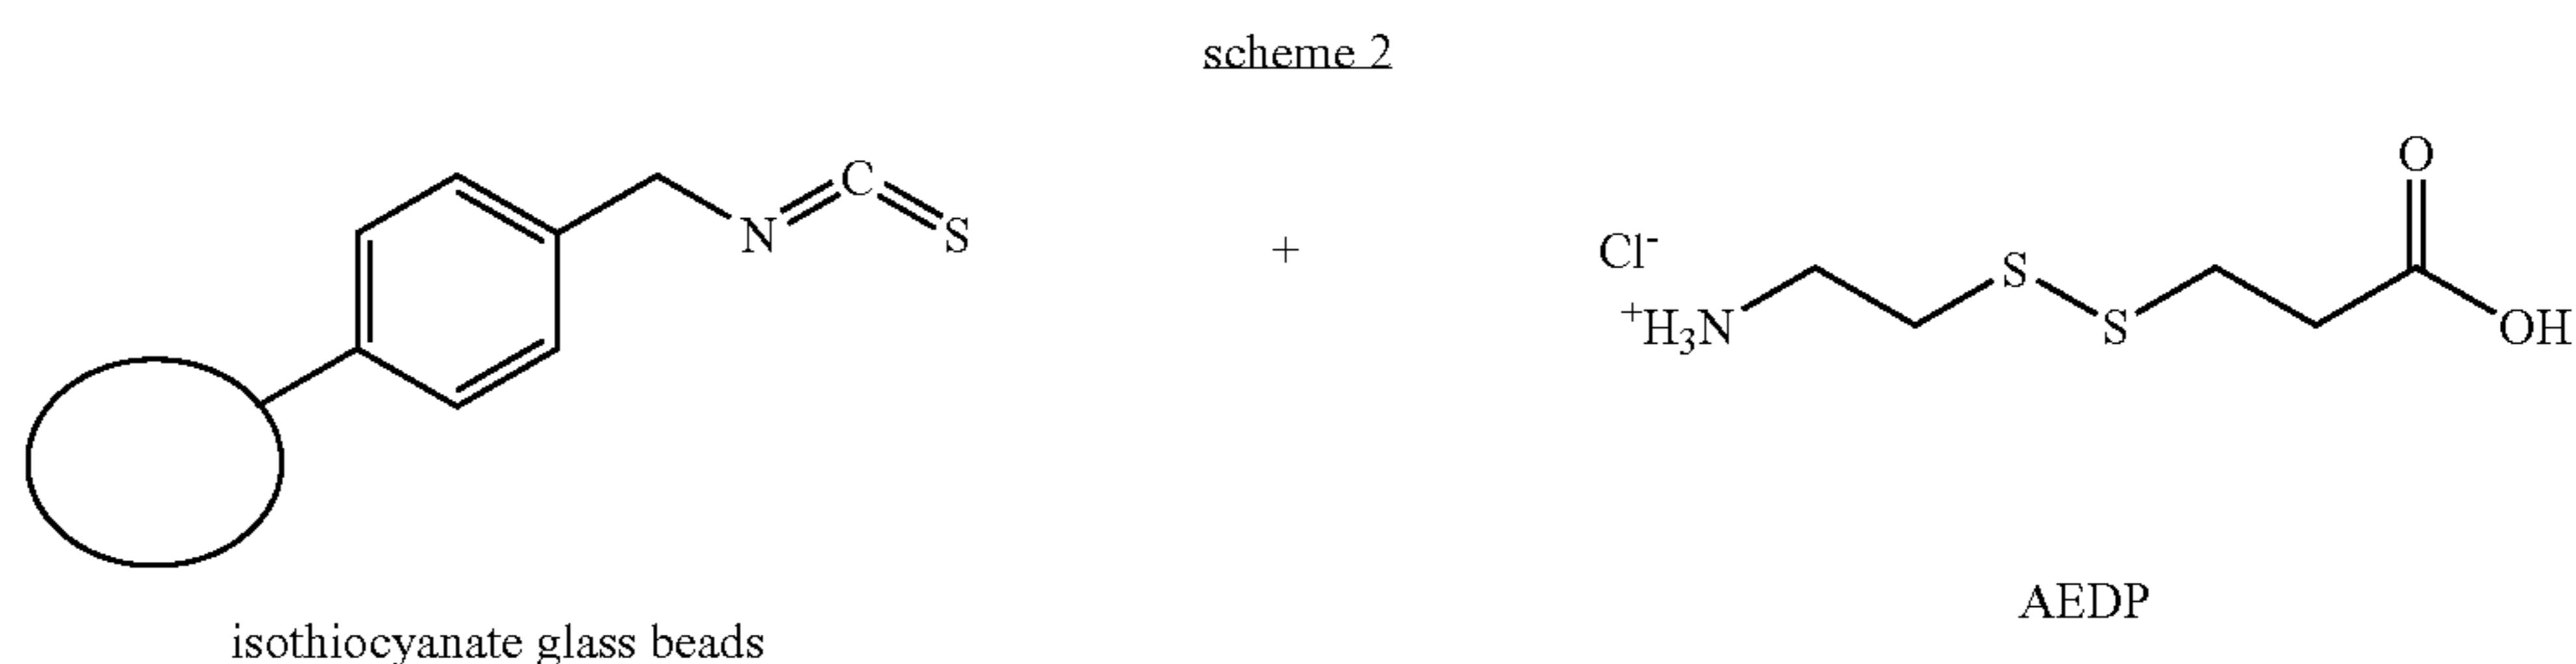 scheme 2
N
C
S
+
Cl-
+H3N
S
S
O
OH
AEDP
isothiocyanate glass beads